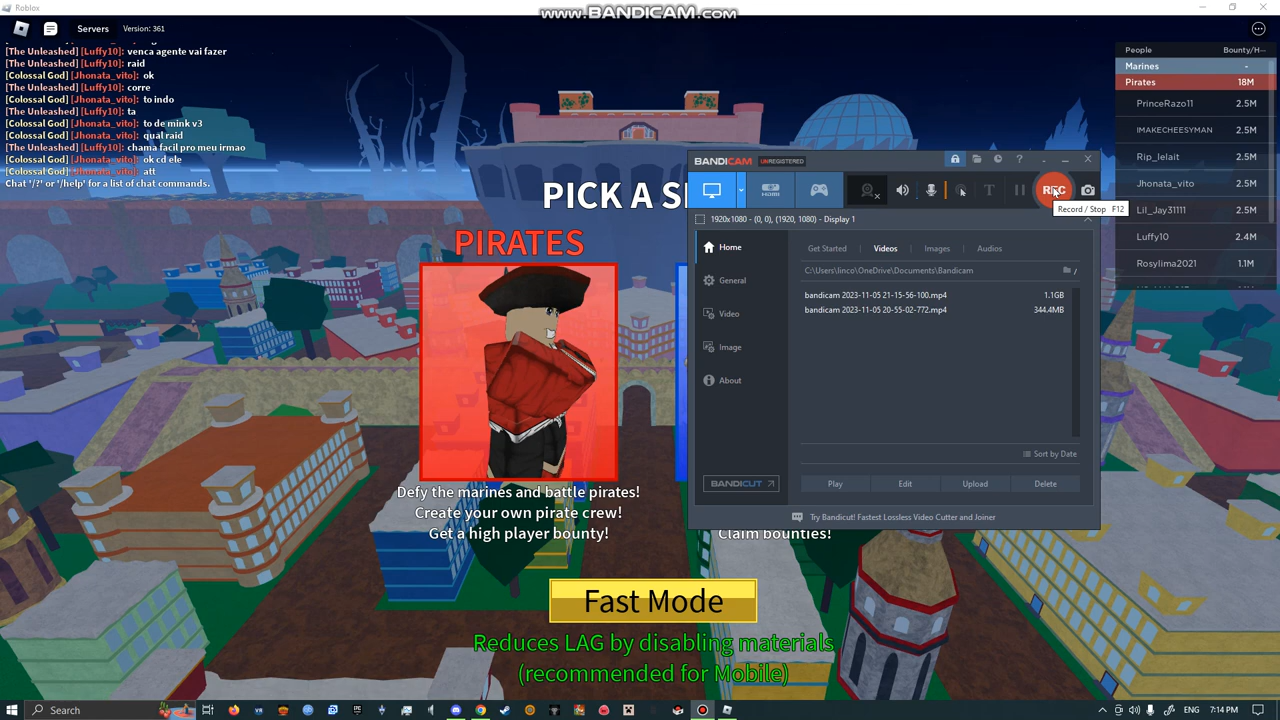 Roblox
www.BANDICAM.com
Servers
Version: 361
[The Unleashed] [Luffy10]: venca agente vai fazer
[The Unleashed] [Luffy10]: raid
[Colossal God] [Jhonata_vito]: ok
[The Unleashed] [Luffy10]: corre
[Colossal God] [Jhonata_vito]: to indo
[The Unleashed] [Luffy10]: ta
[Colossal God] [Jhonata_vito]: to de mink v3
[Colossal God] [Jhonata_vito]: qual raid
[The Unleashed] [Luffy10]: chama facil pro meu irmao
[Colossal God] [Jhonata_vito]: ok cd ele
[Colossal God] [Jhonata_vito]: att
Chat '/?' or '/help' for a list of chat commands.
People Bounty/H...
Marines -
Pirates 18M
PrinceRazo11 2.5M
IMAKECHEESYMAN 2.5M
Rip_lelait 2.5M
Jhonata_vito 2.5M
Lil_Jay31111 2.5M
Luffy10 2.4M
Rosylima2021 1.1M
PICK A SI
PIRATES
Defy the marines and battle pirates!
Create your own pirate crew!
Get a high player bounty!
BANDICAM UNREGISTERED
HDMI
REC
Record / Stop F12
1920x1080 - (0, 0), (1920, 1080) - Display 1
Home
General
Video
Image
About
BANDICUT
Get Started
Videos
Images
Audios
C:\Users\linco\OneDrive\Documents\Bandicam
bandicam 2023-11-05 21-15-56-100.mp4 1.1GB
bandicam 2023-11-05 20-55-02-772.mp4 344.4MB
Sort by Date
Play
Edit
Upload
Delete
Try Bandicut! Fastest Lossless Video Cutter and Joiner
Claim bounties!
Fast Mode
Reduces LAG by disabling materials
(recommended for Mobile)
Search
ENG
7:14 PM